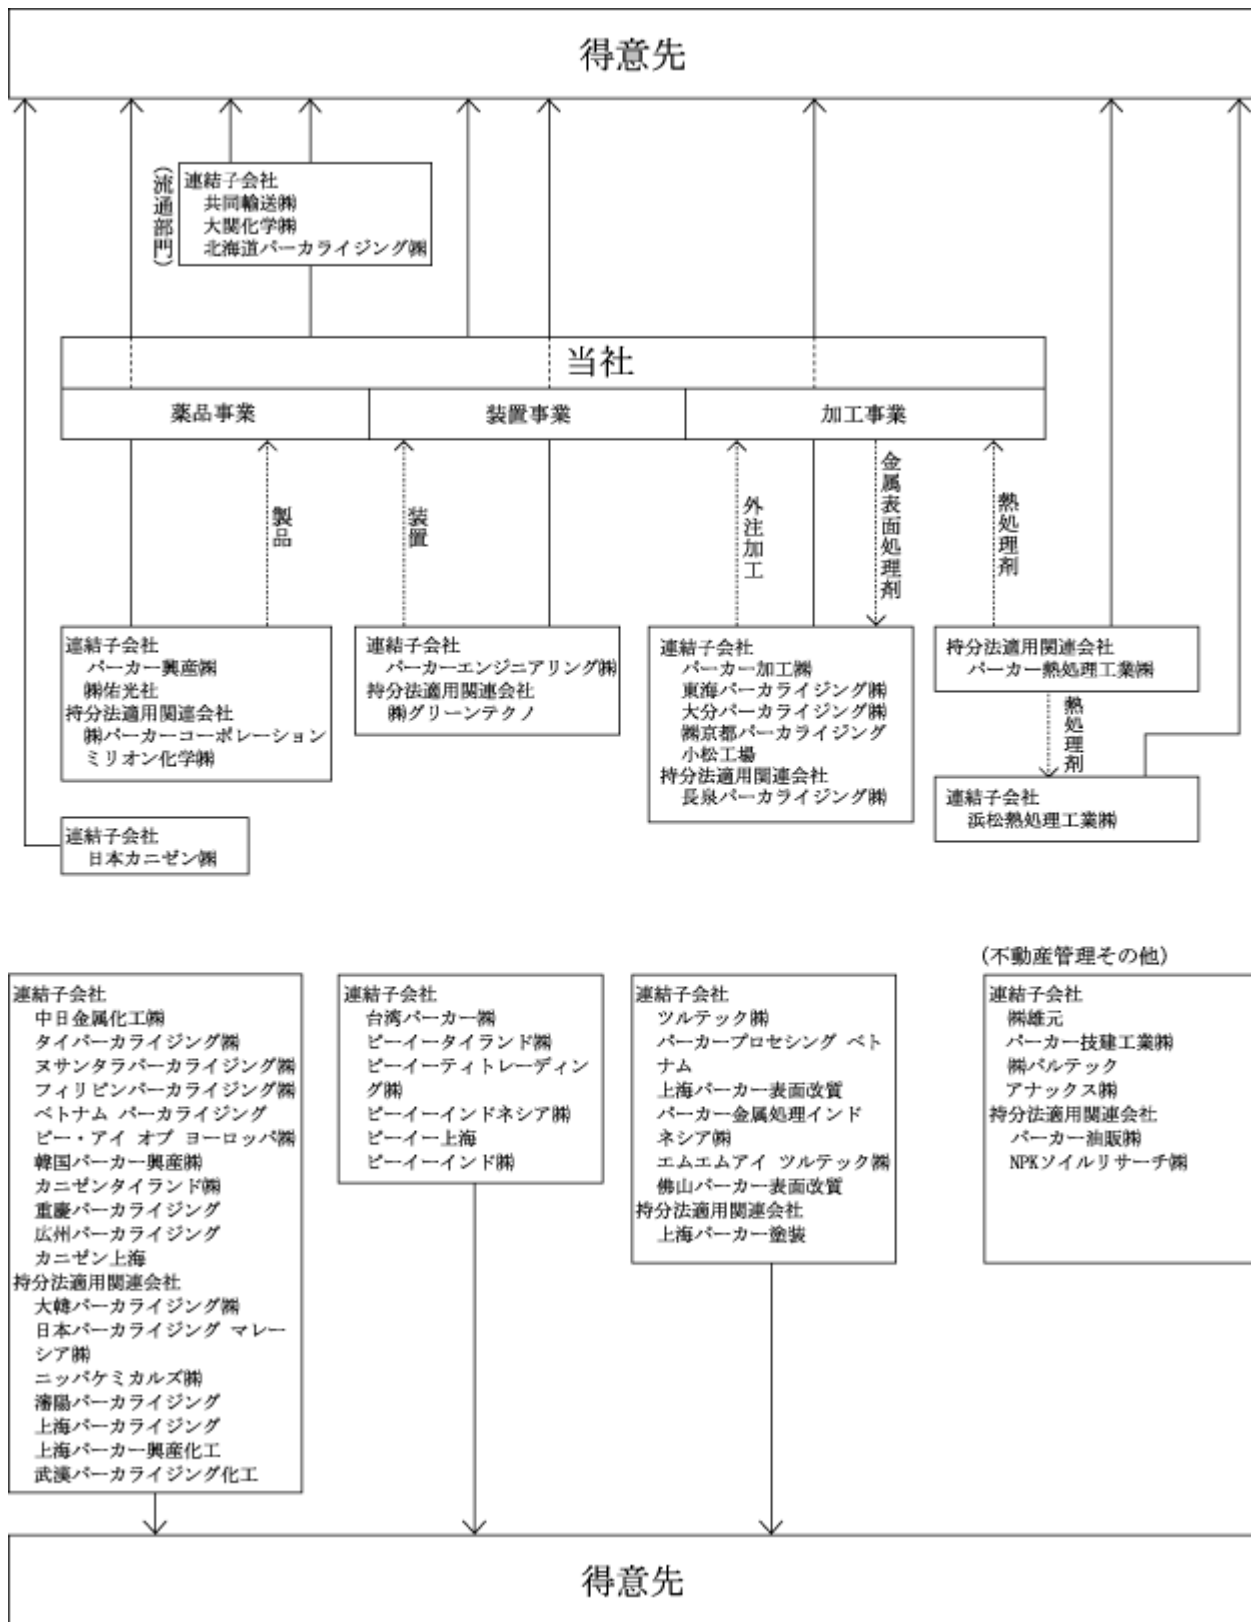 得意先
(流通部門)
連結子会社
共同輸送㈱
大関化学㈱
北海道パーカライジング㈱
当社
薬品事業
装置事業
加工事業
製品
装置
外注加工
金属表面処理剤
熱処理剤
連結子会社
パーカー興産㈱
㈱佑光社
持分法適用関連会社
㈱パーカーコーポレーション
ミリオン化学㈱
連結子会社
パーカーエンジニアリング㈱
持分法適用関連会社
㈱グリーンテクノ
連結子会社
パーカー加工㈱
東海パーカライジング㈱
大分パーカライジング㈱
㈱京都パーカライジング
小松工場
持分法適用関連会社
長泉パーカライジング㈱
持分法適用関連会社
パーカー熱処理工業㈱
熱処理剤
連結子会社
浜松熱処理工業㈱
連結子会社
日本カニゼン㈱
連結子会社
中日金属化工㈱
タイパーカライジング㈱
ヌサンタラパーカライジング㈱
フィリピンパーカライジング㈱
ベトナム パーカライジング
ピー・アイ オブ ヨーロッパ㈱
韓国パーカー興産㈱
カニゼンタイランド㈱
重慶パーカライジング
広州パーカライジング
カニゼン上海
持分法適用関連会社
大韓パーカライジング㈱
日本パーカライジング マレー
シア㈱
ニッパケミカルズ㈱
瀋陽パーカライジング
上海パーカライジング
上海パーカー興産化工
武漢パーカライジング化工
連結子会社
台湾パーカー㈱
ピーイータイランド㈱
ピーイーティトレーディン
グ㈱
ピーイーインドネシア㈱
ピーイー上海
ピーイーインド㈱
連結子会社
ツルテック㈱
パーカープロセシング ベト
ナム
上海パーカー表面改質
パーカー金属処理インド
ネシア㈱
エムエムアイ ツルテック㈱
佛山パーカー表面改質
持分法適用関連会社
上海パーカー塗装
(不動産管理その他)
連結子会社
㈱雄元
パーカー技建工業㈱
㈱パルテック
アナックス㈱
持分法適用関連会社
パーカー油販㈱
NPKソイルリサーチ㈱
得意先